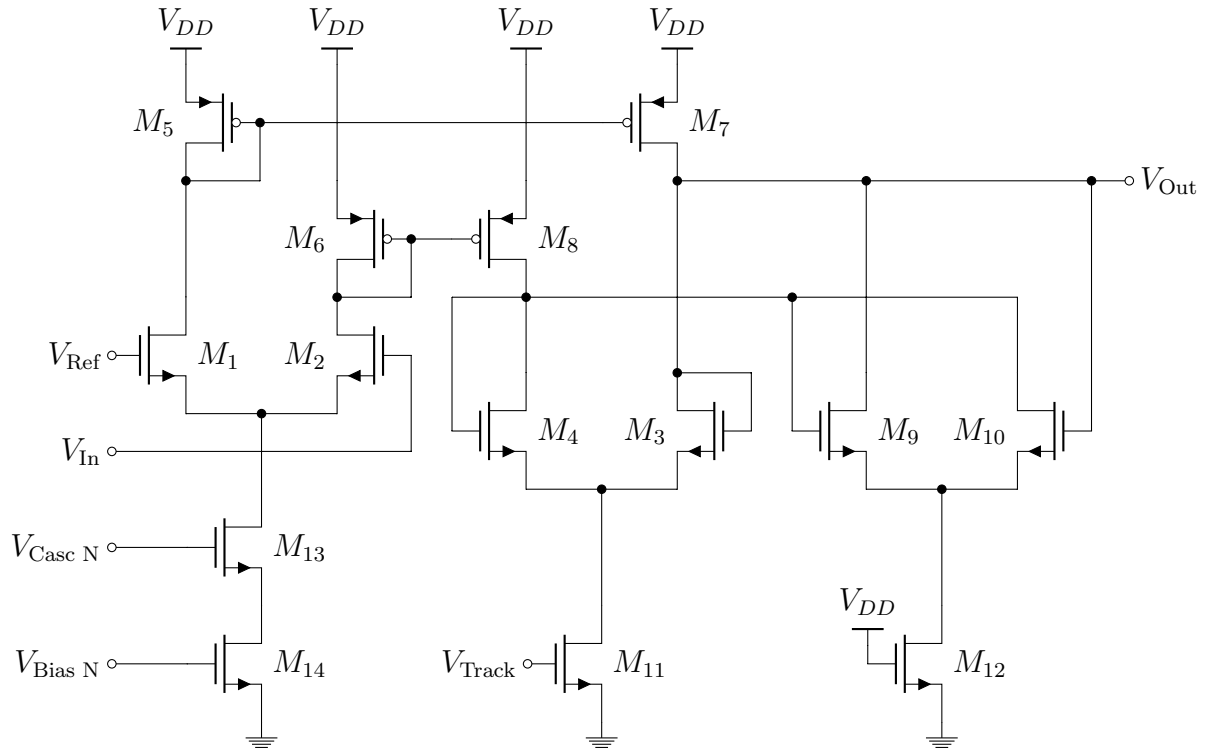 V_DD V_DD V_DD V_DD
M_5 M_7
V_Out
M_6 M_8
V_Ref M_1 M_2
M_4 M_3 M_9 M_10
V_In
V_Casc N M_13
V_DD
V_Bias N M_14 V_Track M_11 M_12